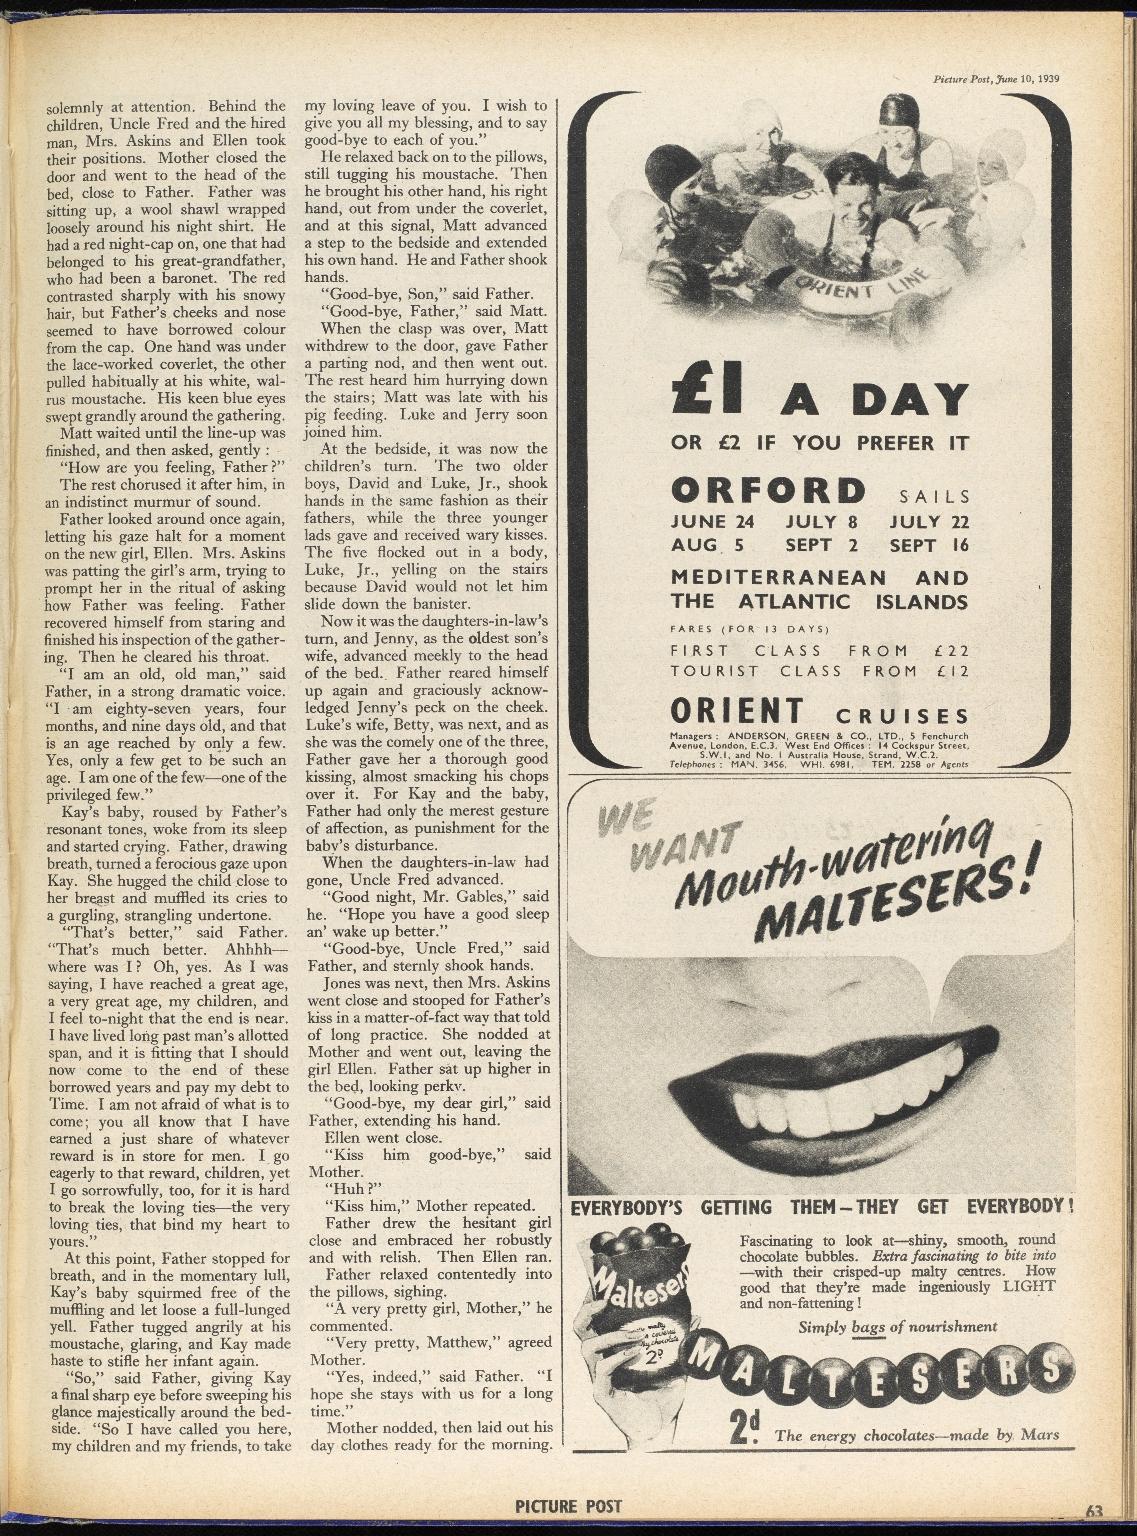 Picture Post, June 10, 1939
solemnly at attention. Behind the
children, Uncle Fred and the hired
man, Mrs. Askins and Ellen took
their positions. Mother closed the
door and went to the head of the
bed, close to Father. Father was
sitting up, a wool shawl wrapped
loosely around his night shirt. He
had a red night-cap on, one that had
belonged to his great-grandfather,
who had been a baronet. The red
contrasted sharply with his snowy
hair, but Father's cheeks and nose
seemed to have borrowed colour
from the cap. One hand was under
the lace-worked coverlet, the other
pulled habitually at his white, wal-
rus moustache. His keen blue eyes
swept grandly around the gathering.
Matt waited until the line-up was
finished, and then asked, gently :
"How are you feeling, Father?"
The rest chorused it after him, in
an indistinct murmur of sound.
Father looked around once again,
letting his gaze halt for a moment
on the new girl, Ellen. Mrs. Askins
was patting the girl's arm, trying to
prompt her in the ritual of asking
how Father was feeling. Father
recovered himself from staring and
finished his inspection of the gather-
ing. Then he cleared his throat.
"I am an old, old man," said
Father, in a strong dramatic voice.
"I am eighty-seven years, four
months, and nine days old, and that
is an age reached by only a few.
Yes, only a few get to be such an
age. I am one of the few—one of the
privileged few."
Kay's baby, roused by Father's
resonant tones, woke from its sleep
and started crying. Father, drawing
breath, turned a ferocious gaze upon
Kay. She hugged the child close to
her breast and muffled its cries to
a gurgling, strangling undertone.
"That's better," said Father.
"That's much better. Ahhhh—
where was I? Oh, yes. As I was
saying, I have reached a great age,
a very great age, my children, and
I feel to-night that the end is near.
I have lived long past man's allotted
span, and it is fitting that I should
now come to the end of these
borrowed years and pay my debt to
Time. I am not afraid of what is to
come; you all know that I have
earned a just share of whatever
reward is in store for men. I go
eagerly to that reward, children, yet
I go sorrowfully, too, for it is hard
to break the loving ties—the very
loving ties, that bind my heart to
yours."
At this point, Father stopped for
breath, and in the momentary lull,
Kay's baby squirmed free of the
muffling and let loose a full-lunged
yell. Father tugged angrily at his
moustache, glaring, and Kay made
haste to stifle her infant again.
"So," said Father, giving Kay
a final sharp eye before sweeping his
glance majestically around the bed-
side. "So I have called you here,
my children and my friends, to take
my loving leave of you. I wish to
give you all my blessing, and to say
good-bye to each of you."
He relaxed back on to the pillows,
still tugging his moustache. Then
he brought his other hand, his right
hand, out from under the coverlet,
and at this signal, Matt advanced
a step to the bedside and extended
his own hand. He and Father shook
hands.
"Good-bye, Son," said Father.
"Good-bye, Father," said Matt.
When the clasp was over, Matt
withdrew to the door, gave Father
a parting nod, and then went out.
The rest heard him hurrying down
the stairs; Matt was late with his
pig feeding. Luke and Jerry soon
joined him.
At the bedside, it was now the
children's turn. The two older
boys, David and Luke, Jr., shook
hands in the same fashion as their
fathers, while the three younger
lads gave and received wary kisses.
The five flocked out in a body,
Luke, Jr., yelling on the stairs
because David would not let him
slide down the banister.
Now it was the daughters-in-law's
turn, and Jenny, as the oldest son's
wife, advanced meekly to the head
of the bed. Father reared himself
up again and graciously acknow-
ledged Jenny's peck on the cheek.
Luke's wife, Betty, was next, and as
she was the comely one of the three,
Father gave her a thorough good
kissing, almost smacking his chops
over it. For Kay and the baby,
Father had only the merest gesture
of affection, as punishment for the
baby's disturbance.
When the daughters-in-law had
gone, Uncle Fred advanced.
"Good night, Mr. Gables," said
he. "Hope you have a good sleep
an' wake up better."
"Good-bye, Uncle Fred," said
Father, and sternly shook hands.
Jones was next, then Mrs. Askins
went close and stooped for Father's
kiss in a matter-of-fact way that told
of long practice. She nodded at
Mother and went out, leaving the
girl Ellen. Father sat up higher in
the bed, looking perky.
"Good-bye, my dear girl," said
Father, extending his hand.
Ellen went close.
"Kiss him good-bye," said
Mother.
"Huh?"
"Kiss him," Mother repeated.
Father drew the hesitant girl
close and embraced her robustly
and with relish. Then Ellen ran.
Father relaxed contentedly into
the pillows, sighing.
"A very pretty girl, Mother," he
commented.
"Very pretty, Matthew," agreed
Mother.
"Yes, indeed," said Father. "I
hope she stays with us for a long
time."
Mother nodded, then laid out his
day clothes ready for the morning.
ORIENT LINE
£1 A DAY
OR £2 IF YOU PREFER IT
ORFORD SAILS
JUNE 24 JULY 8 JULY 22
AUG. 5 SEPT 2 SEPT 16
MEDITERRANEAN AND
THE ATLANTIC ISLANDS
FARES (FOR 13 DAYS)
FIRST CLASS FROM £22
TOURIST CLASS FROM £12
ORIENT CRUISES
Managers : ANDERSON, GREEN & CO., LTD., 5 Fenchurch
Avenue, London, E.C.3. West End Offices : 14 Cockspur Street,
S.W.1, and No. 1 Australia House, Strand, W.C.2.
Telephones : MAN. 3456. WHI. 6981, TEM. 2258 or Agents
WE
WANT
Mouth-watering
MALTESERS!
EVERYBODY'S GETTING THEM—THEY GET EVERYBODY!
Fascinating to look at—shiny, smooth, round
chocolate bubbles. Extra fascinating to bite into
—with their crisped-up malty centres. How
good that they're made ingeniously LIGHT
and non-fattening!
Simply bags of nourishment
Maltesers
2D
MALTESERS
2d. The energy chocolates—made by Mars
PICTURE POST
63